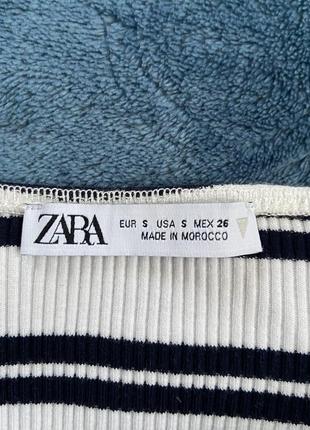 ZARA
EUR S USA S MEX 26
MADE IN MOROCCO